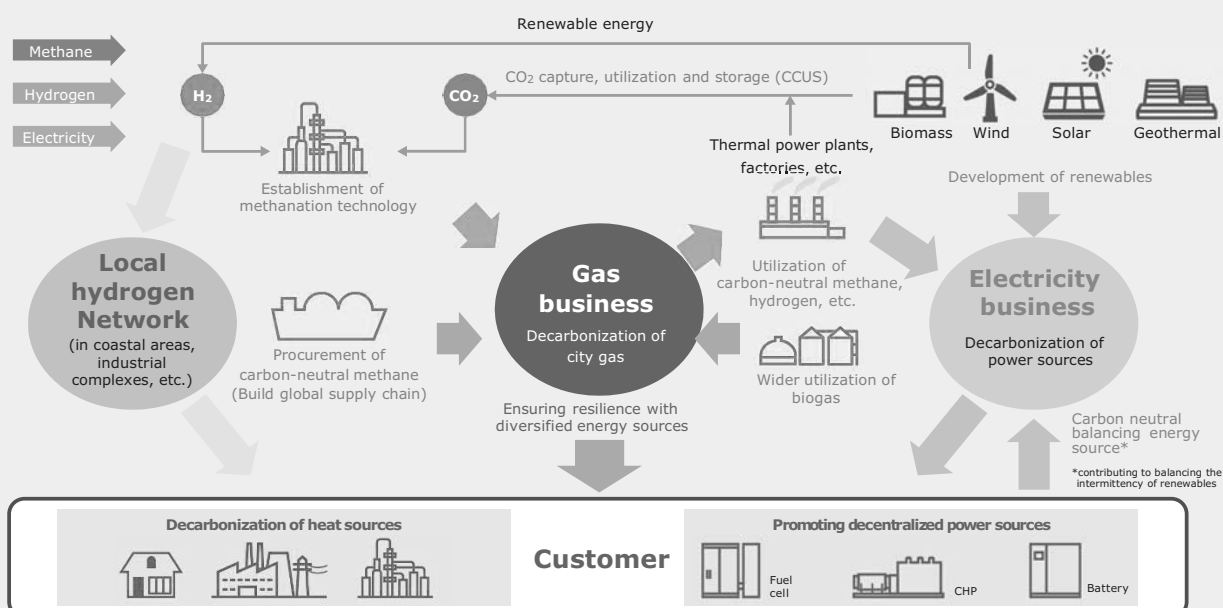 Renewable energy
Methane
Hydrogen
Electricity
H₂
CO₂
CO₂ capture, utilization and storage (CCUS)
Biomass
Wind
Solar
Geothermal
Thermal power plants,
factories, etc.
Establishment of
methanation technology
Development of renewables
Local
hydrogen
Network
(in coastal areas,
industrial
complexes, etc.)
Procurement of
carbon-neutral methane
(Build global supply chain)
Gas
business
Decarbonization of
city gas
Utilization of
carbon-neutral methane,
hydrogen, etc.
Wider utilization of
biogas
Electricity
business
Decarbonization of
power sources
Ensuring resilience with
diversified energy sources
Carbon neutral
balancing energy
source*
*contributing to balancing the
intermittency of renewables
Decarbonization of heat sources
Customer
Promoting decentralized power sources
Fuel
cell
CHP
Battery